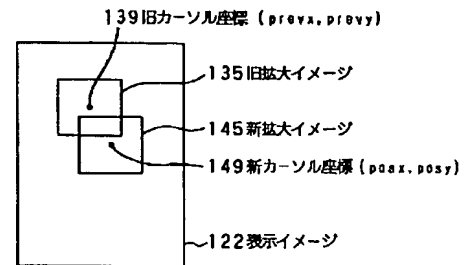 139旧カーソル座標 (prevx,prevy)
135旧拡大イメージ
145新拡大イメージ
149新カーソル座標 (posx,posy)
122表示イメージ